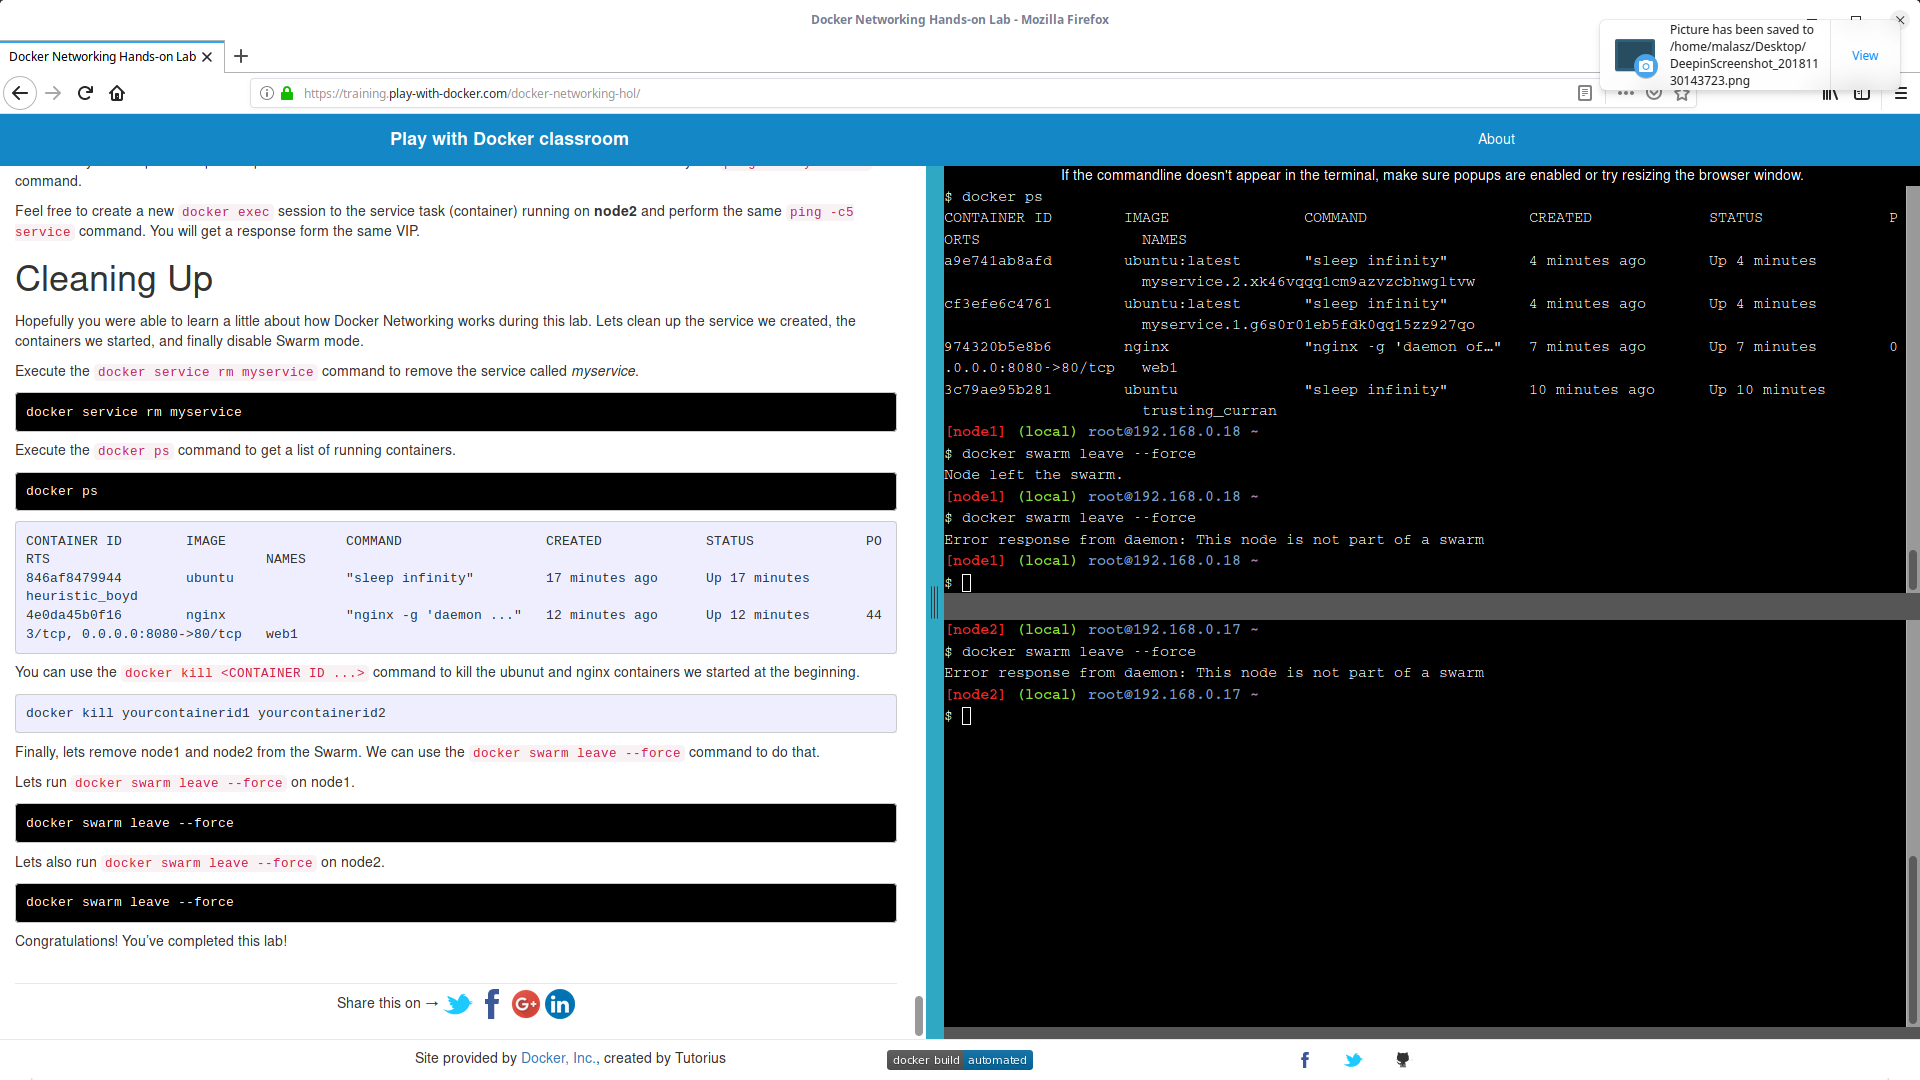 Docker Networking Hands-on Lab - Mozilla Firefox
Docker Networking Hands-on Lab
Picture has been saved to
/home/malasz/Desktop/
DeepinScreenshot_201811
30143723.png
View
https://training.play-with-docker.com/docker-networking-hol/
Play with Docker classroom
About
command.
Feel free to create a new docker exec session to the service task (container) running on node2 and perform the same ping -c5
service command. You will get a response form the same VIP.
Cleaning Up
Hopefully you were able to learn a little about how Docker Networking works during this lab. Lets clean up the service we created, the
containers we started, and finally disable Swarm mode.
Execute the docker service rm myservice command to remove the service called myservice.
docker service rm myservice
Execute the docker ps command to get a list of running containers.
docker ps
CONTAINER ID IMAGE COMMAND CREATED STATUS PO
RTS NAMES
846af8479944 ubuntu "sleep infinity" 17 minutes ago Up 17 minutes
heuristic_boyd
4e0da45b0f16 nginx "nginx -g 'daemon ..." 12 minutes ago Up 12 minutes 44
3/tcp, 0.0.0.0:8080->80/tcp web1
You can use the docker kill <CONTAINER ID ...> command to kill the ubunut and nginx containers we started at the beginning.
docker kill yourcontainerid1 yourcontainerid2
Finally, lets remove node1 and node2 from the Swarm. We can use the docker swarm leave --force command to do that.
Lets run docker swarm leave --force on node1.
docker swarm leave --force
Lets also run docker swarm leave --force on node2.
docker swarm leave --force
Congratulations! You've completed this lab!
Share this on →
If the commandline doesn't appear in the terminal, make sure popups are enabled or try resizing the browser window.
$ docker ps
CONTAINER ID IMAGE COMMAND CREATED STATUS P
ORTS NAMES
a9e741ab8afd ubuntu:latest "sleep infinity" 4 minutes ago Up 4 minutes
myservice.2.xk46vqqq1cm9azvzcbhwgltvw
cf3efe6c4761 ubuntu:latest "sleep infinity" 4 minutes ago Up 4 minutes
myservice.1.g6s0r01eb5fdk0qq15zz927qo
974320b5e8b6 nginx "nginx -g 'daemon of…" 7 minutes ago Up 7 minutes 0
.0.0.0:8080->80/tcp web1
3c79ae95b281 ubuntu "sleep infinity" 10 minutes ago Up 10 minutes
trusting_curran
[node1] (local) root@192.168.0.18 ~
$ docker swarm leave --force
Node left the swarm.
[node1] (local) root@192.168.0.18 ~
$ docker swarm leave --force
Error response from daemon: This node is not part of a swarm
[node1] (local) root@192.168.0.18 ~
$
[node2] (local) root@192.168.0.17 ~
$ docker swarm leave --force
Error response from daemon: This node is not part of a swarm
[node2] (local) root@192.168.0.17 ~
$
Site provided by Docker, Inc., created by Tutorius
docker build automated